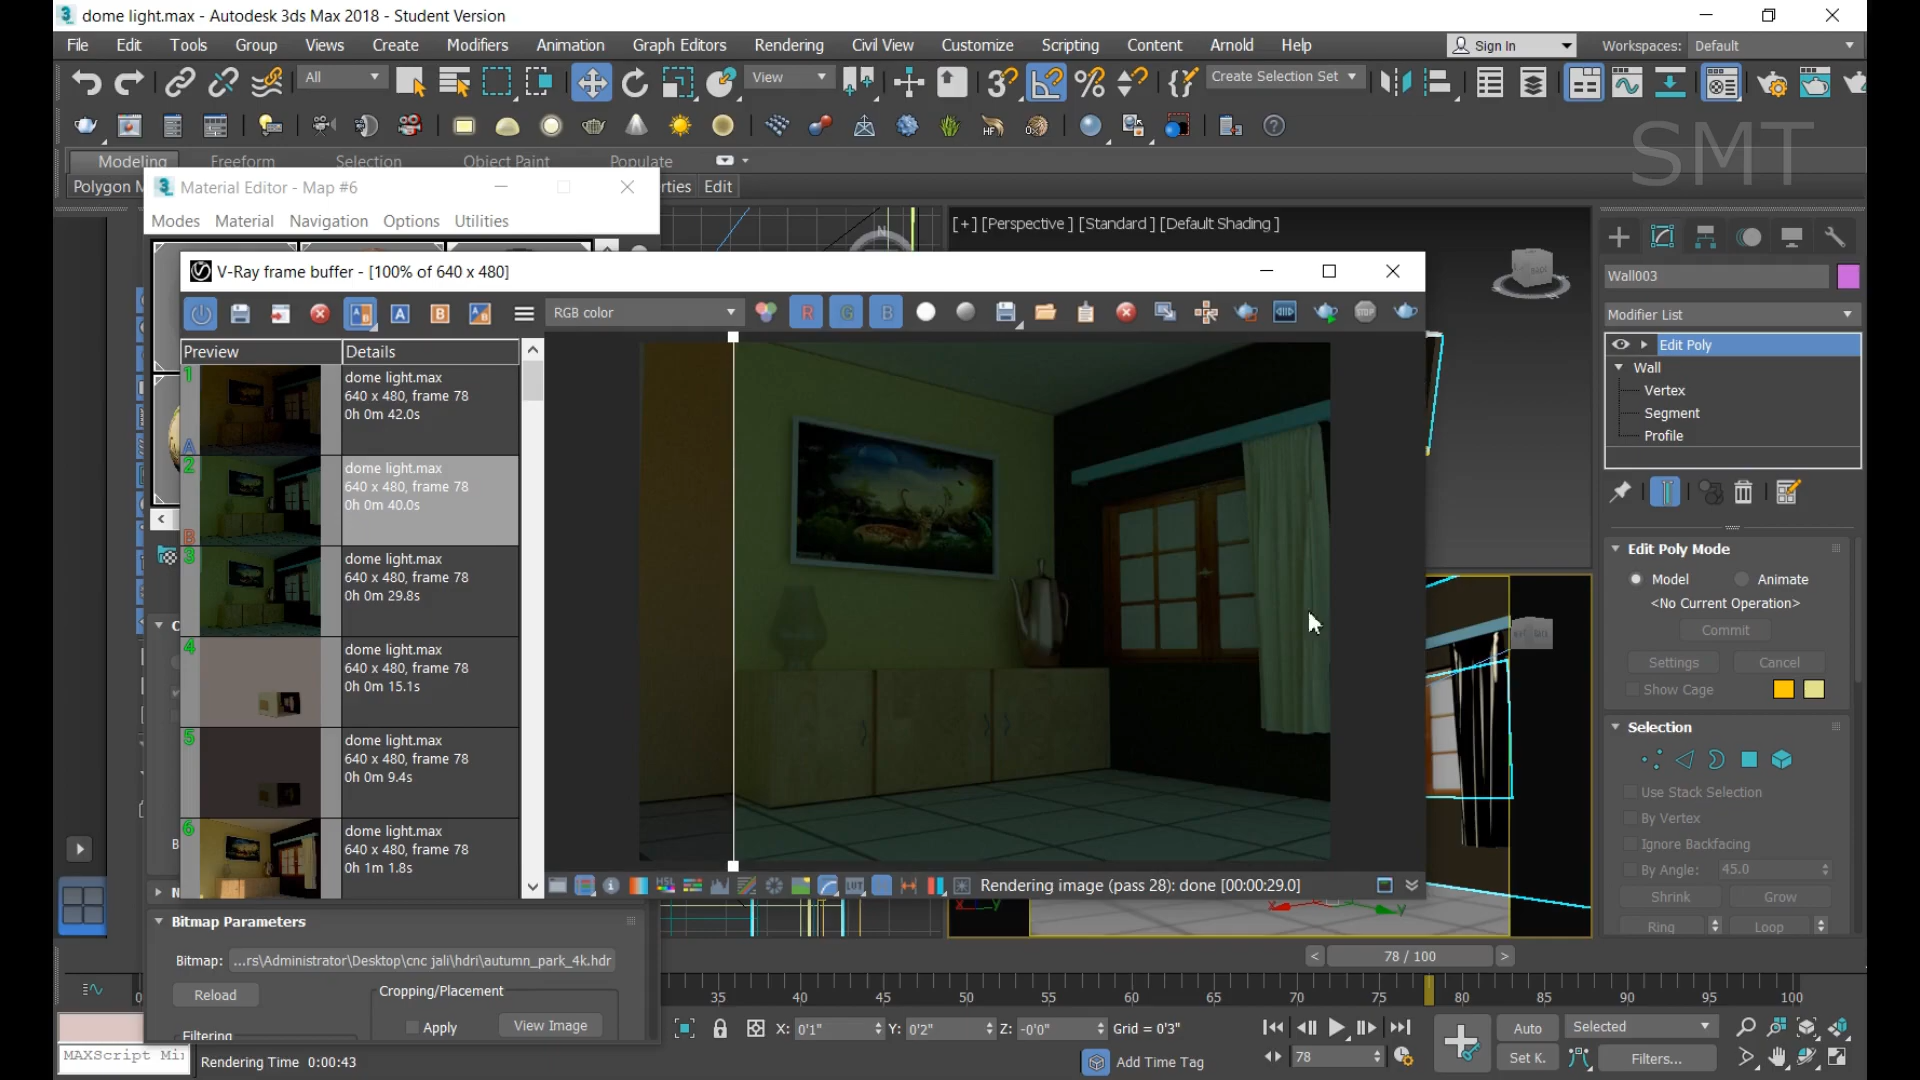 dome light.max - Autodesk 3ds Max 2018 - Student Version
File Edit Tools Group Views Create Modifiers Animation Graph Editors Rendering Civil View Customize Scripting Content Arnold Help Sign In Workspaces: Default
All View Create Selection Set
SMT
Modeling Freeform Selection Object Paint Populate
Polygon M rties Edit
Material Editor - Map #6
Modes Material Navigation Options Utilities
[+] [Perspective] [Standard] [Default Shading]
Wall003
Modifier List
Edit Poly
Wall
Vertex
Segment
Profile
V-Ray frame buffer - [100% of 640 x 480]
RGB color
R G B
STOP
Preview Details
1 dome light.max
640 x 480, frame 78
0h 0m 42.0s
A
2 dome light.max
640 x 480, frame 78
0h 0m 40.0s
B
3 dome light.max
640 x 480, frame 78
0h 0m 29.8s
4 dome light.max
640 x 480, frame 78
0h 0m 15.1s
5 dome light.max
640 x 480, frame 78
0h 0m 9.4s
6 dome light.max
640 x 480, frame 78
0h 1m 1.8s
HSL LUT
Rendering image (pass 28): done [00:00:29.0]
Edit Poly Mode
Model Animate
<No Current Operation>
Commit
Settings Cancel
Show Cage
Selection
Use Stack Selection
By Vertex
Ignore Backfacing
By Angle: 45.0
Shrink Grow
Ring Loop
Bitmap Parameters
Bitmap: ...rs\Administrator\Desktop\cnc jali\hdri\autumn_park_4k.hdr
Reload Cropping/Placement
Apply View Image
Filtering
x y x y
< 78 / 100 >
0 35 40 45 50 55 60 65 70 75 80 85 90 95 100
X: 0'1" Y: 0'2" Z: -0'0" Grid = 0'3"
Auto Selected
MAXScript Mi
Rendering Time 0:00:43
Add Time Tag
78
Set K. Filters...